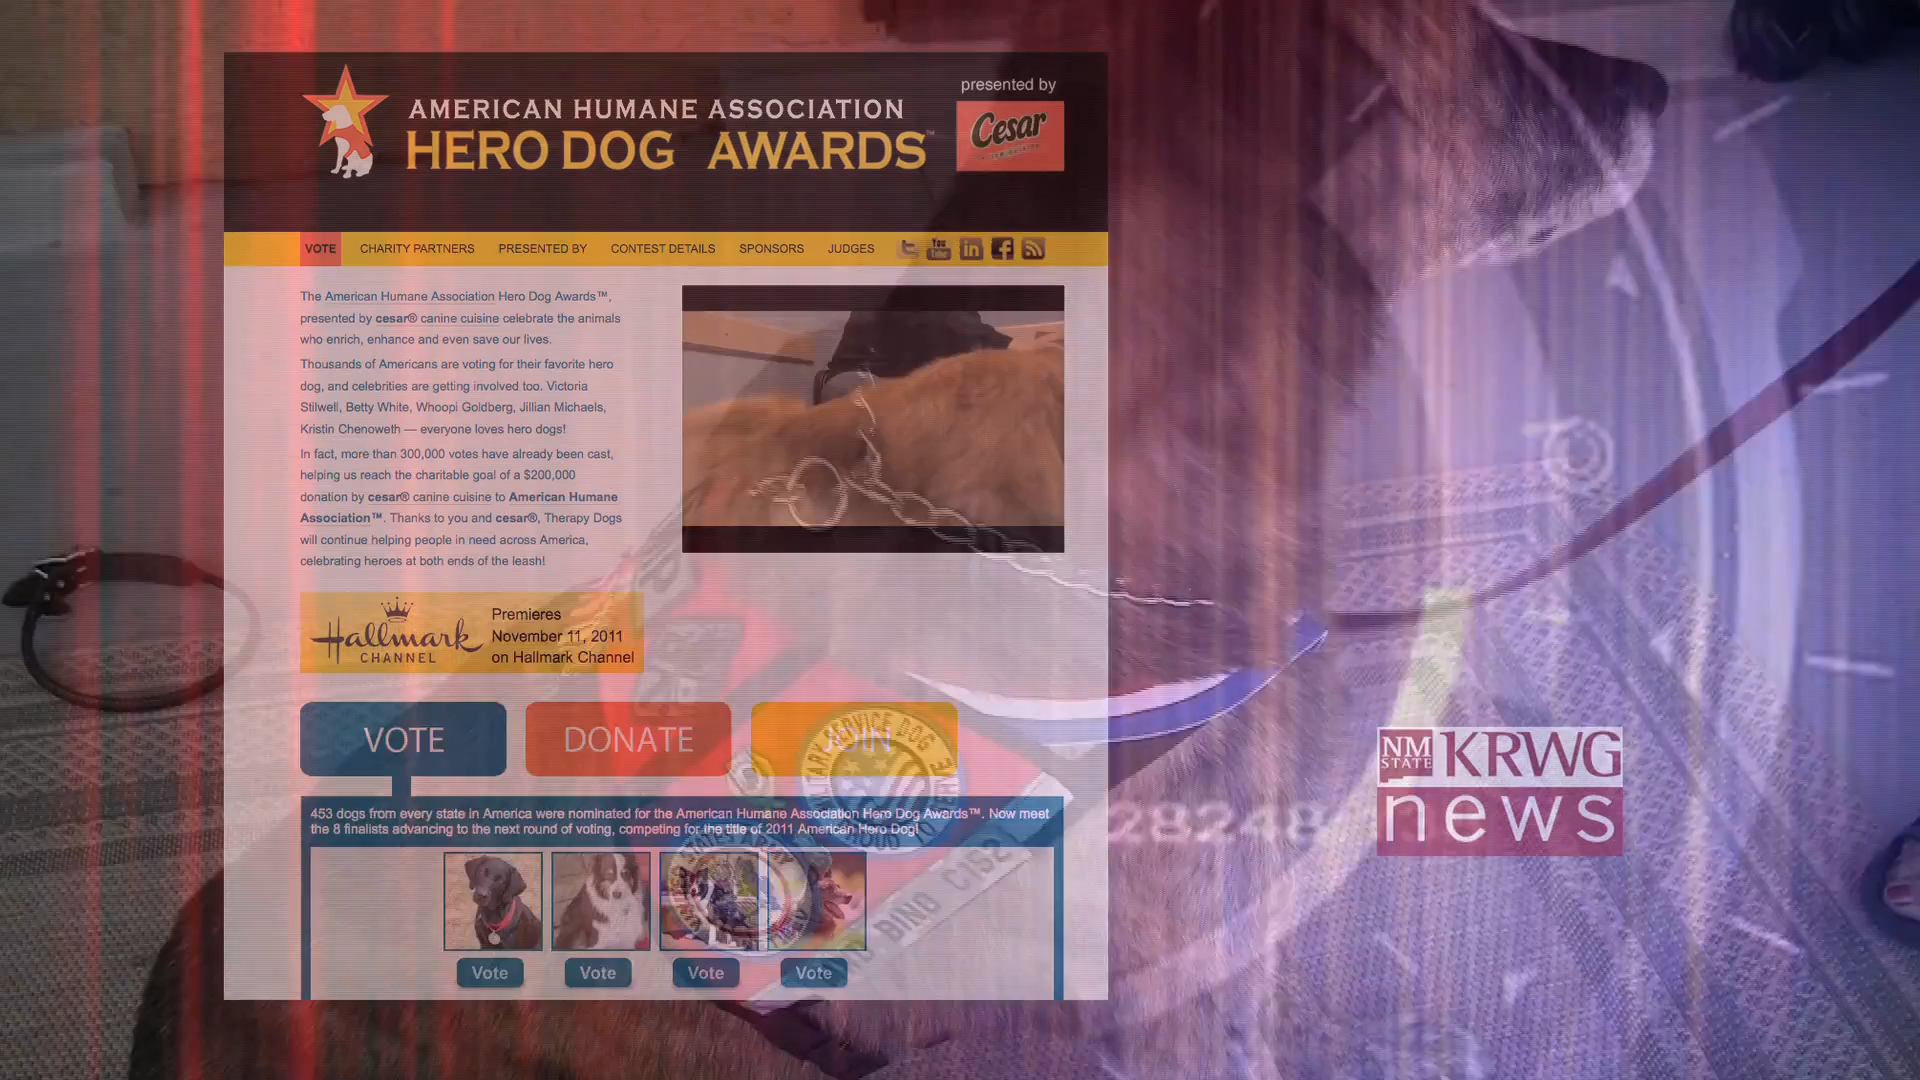 AMERICAN HUMANE ASSOCIATION
HERO DOG AWARDS™
presented by
Cesar
VOTE CHARITY PARTNERS PRESENTED BY CONTEST DETAILS SPONSORS JUDGES
You
Tube
in
The American Humane Association Hero Dog Awards™,
presented by cesar® canine cuisine celebrate the animals
who enrich, enhance and even save our lives.
Thousands of Americans are voting for their favorite hero
dog, and celebrities are getting involved too. Victoria
Stilwell, Betty White, Whoopi Goldberg, Jillian Michaels,
Kristin Chenoweth — everyone loves hero dogs!
In fact, more than 300,000 votes have already been cast,
helping us reach the charitable goal of a $200,000
donation by cesar® canine cuisine to American Humane
Association™. Thanks to you and cesar®, Therapy Dogs
will continue helping people in need across America,
celebrating heroes at both ends of the leash!
Hallmark
CHANNEL
Premieres
November 11, 2011
on Hallmark Channel
VOTE DONATE JOIN
MILITARY SERVICE DOG
453 dogs from every state in America were nominated for the American Humane Association Hero Dog Awards™. Now meet
the 8 finalists advancing to the next round of voting, competing for the title of 2011 American Hero Dog!
DINO C152
Vote Vote Vote Vote
NM
STATE
KRWG
news